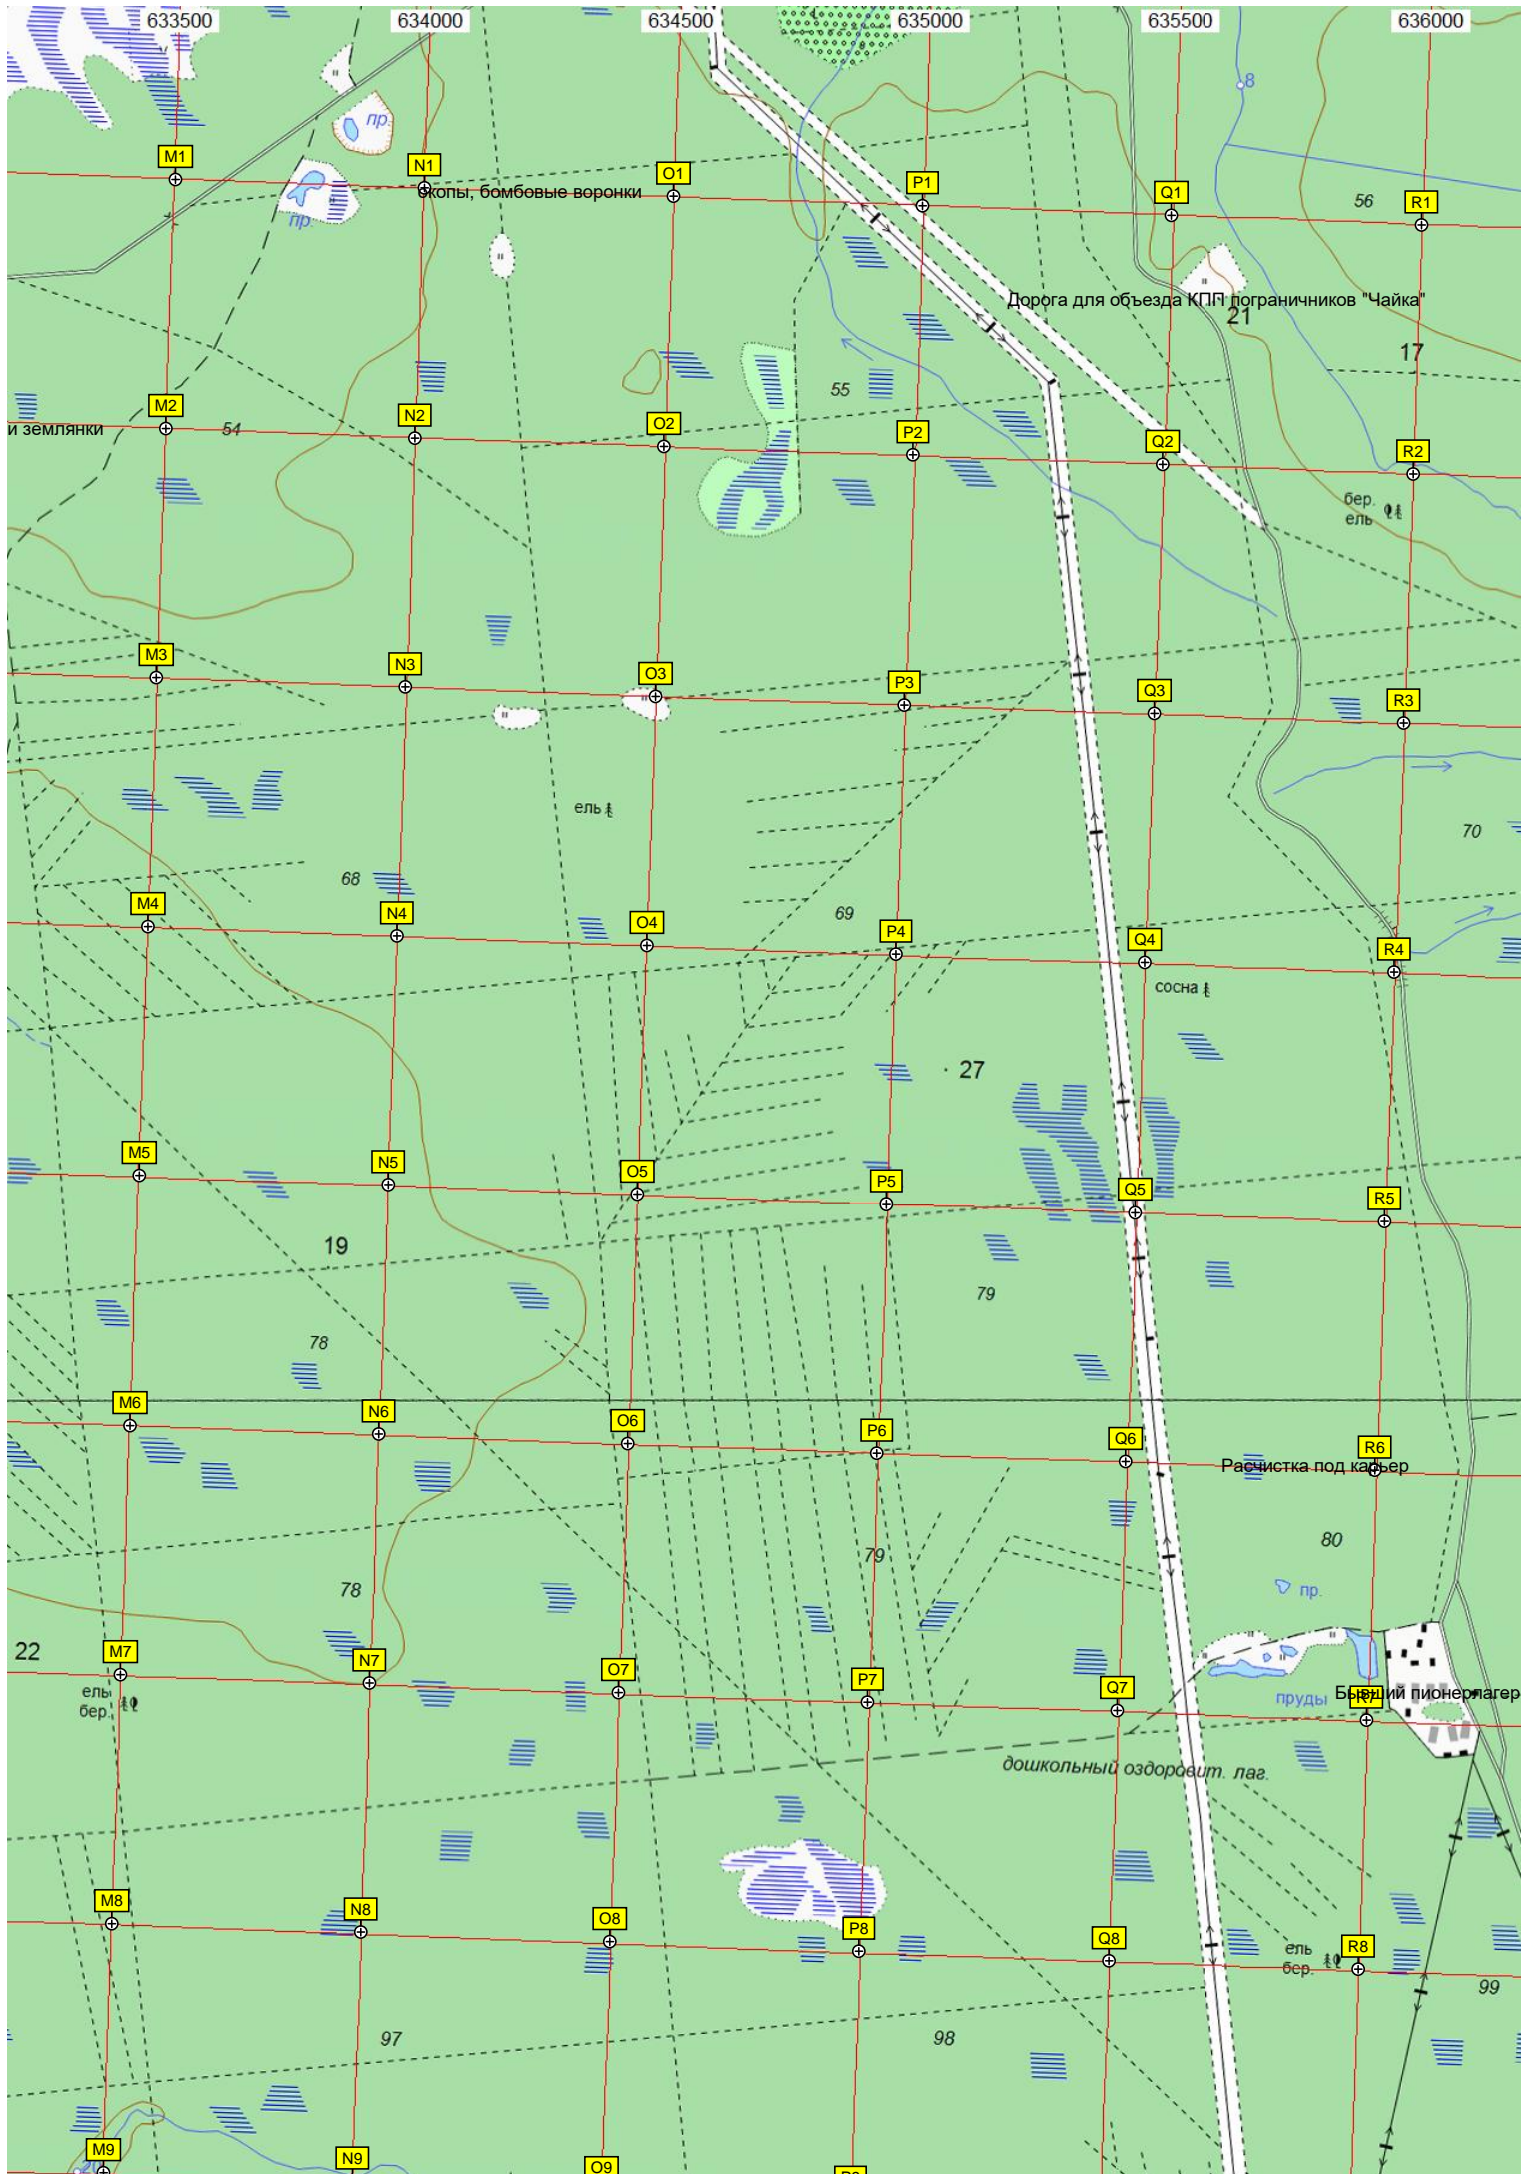 633500 634000 634500 635000 635500 636000
8
пр.
M1 N1 O1 P1 Q1 R1
56
окопы, бомбовые воронки
пр.
Дорога для объезда КПП пограничников "Чайка"
21
17
55
M2 N2 O2 P2 Q2 R2
и землянки
54
бер.
ель
M3 N3 O3 P3 Q3 R3
ель
70
68
69
M4 N4 O4 P4 Q4 R4
сосна
27
M5 N5 O5 P5 Q5 R5
19
79
78
M6 N6 O6 P6 Q6 R6
Расчистка под карьер
80
79
78
пр.
22
M7 N7 O7 P7 Q7 R7
ель
бер.
пруды
Бывший пионерлагер
дошкольный оздоровит. лаг.
M8 N8 O8 P8 Q8 R8
ель
бер.
99
97
98
M9 N9 O9